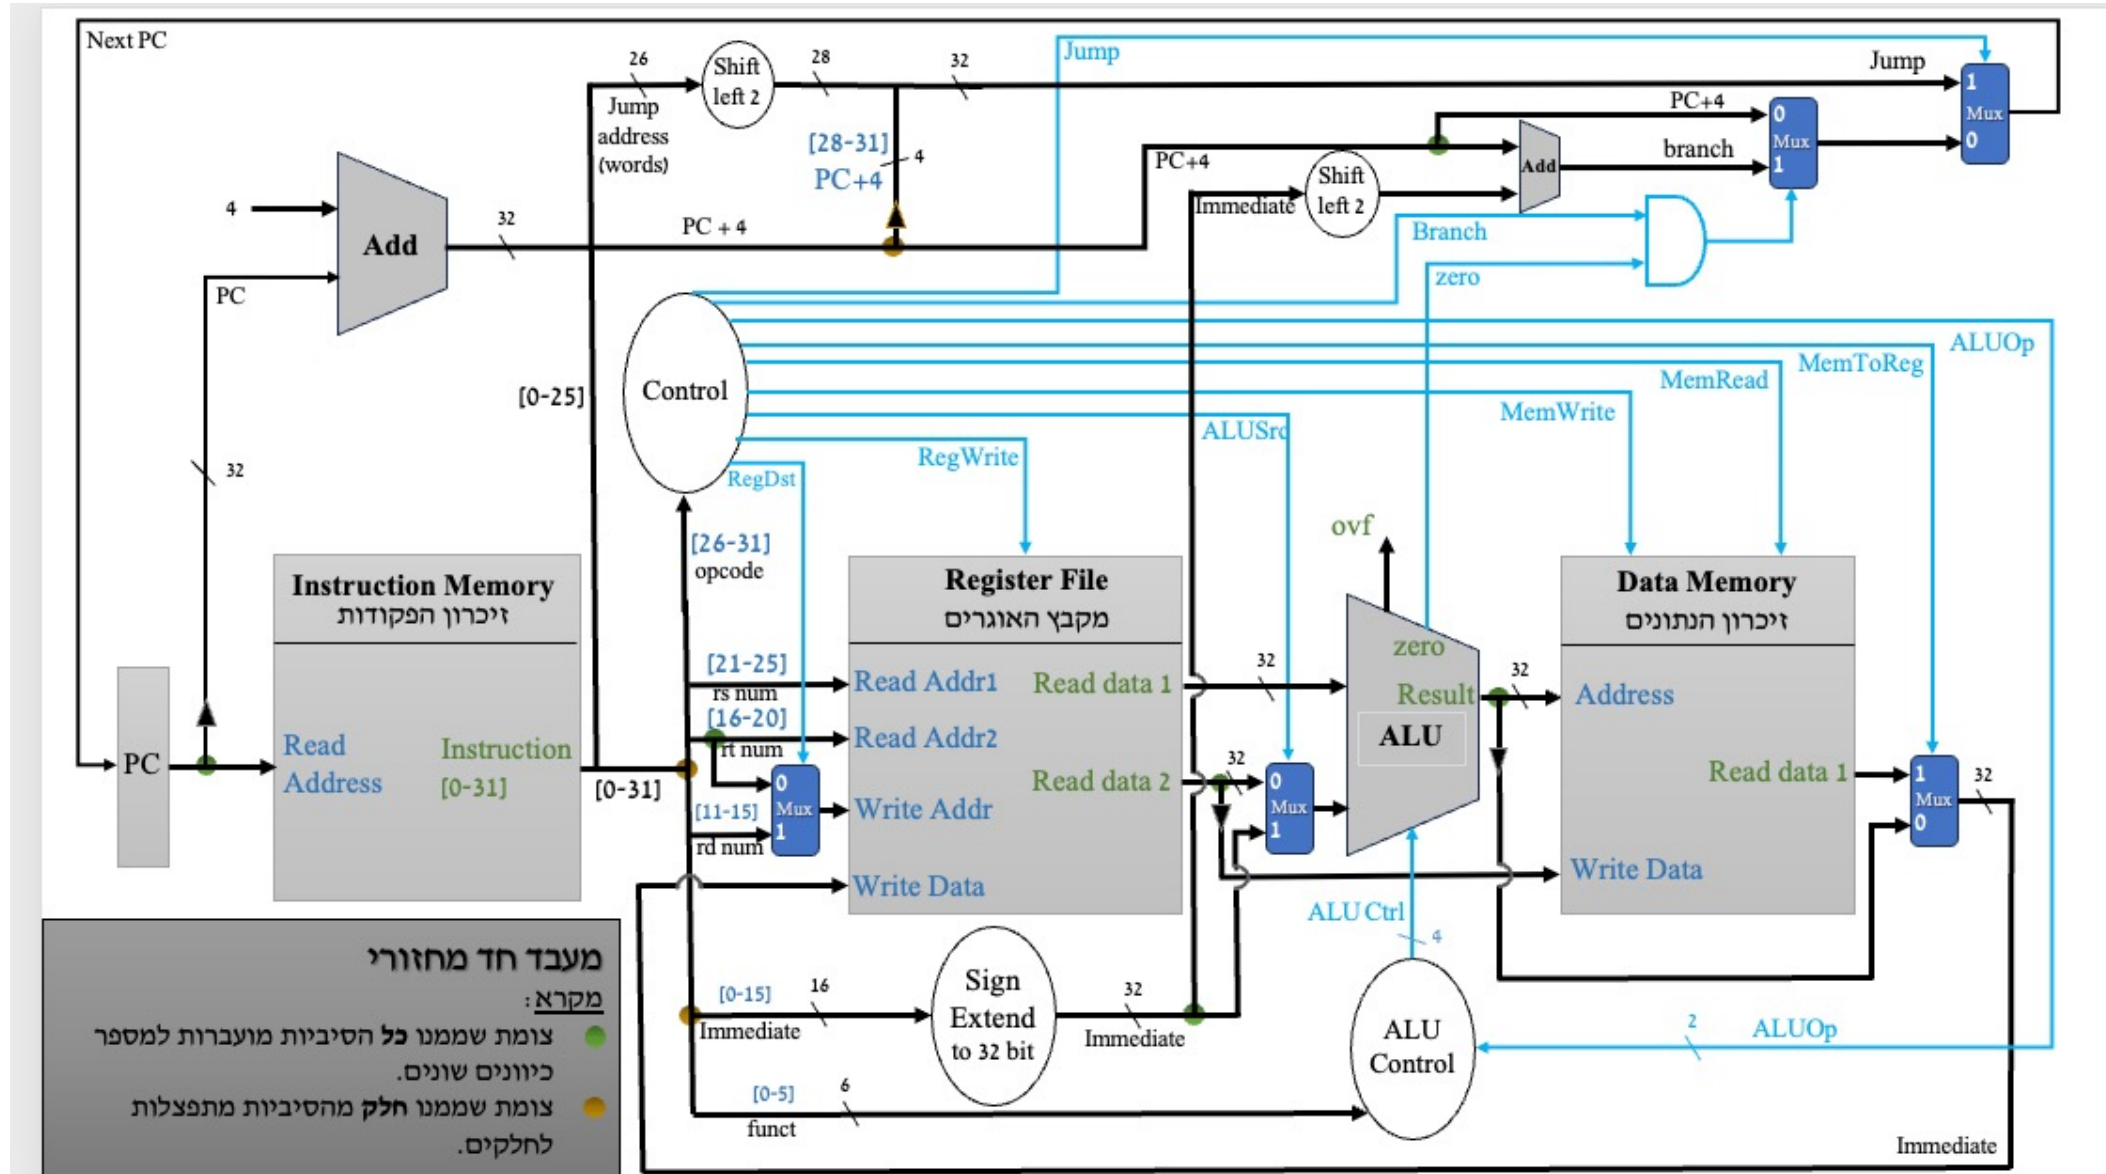 Next PC
26
Shift
left 2
28
32
Jump
Jump
1
Mux
0
Jump
address
(words)
[28-31]
4
PC+4
PC+4
PC+4
0
Mux
1
Add
branch
Immediate
Shift
left 2
4
Add
32
PC + 4
PC
Branch
zero
[0-25]
Control
ALUOp
MemToReg
MemRead
MemWrite
ALUSrc
RegWrite
RegDst
32
[26-31]
opcode
ovf
Instruction Memory
זיכרון הפקודות
Register File
מקבץ האוגרים
Data Memory
זיכרון הנתונים
PC
Read
Address
Instruction
[0-31]
[0-31]
[21-25]
rs num
[16-20]
rt num
[11-15]
rd num
0
Mux
1
Read Addr1
Read Addr2
Write Addr
Write Data
Read data 1
Read data 2
32
32
0
Mux
1
zero
Result
ALU
32
Address
Read data 1
Write Data
1
Mux
0
32
ALU Ctrl
4
[0-15]
16
Immediate
Sign
Extend
to 32 bit
32
Immediate
ALU
Control
2
ALUOp
[0-5]
6
funct
Immediate
מעבד חד מחזורי
מקרא:
צומת שממנו כל הסיביות מועברות למספר
כיוונים שונים.
צומת שממנו חלק מהסיביות מתפצלות
לחלקים.